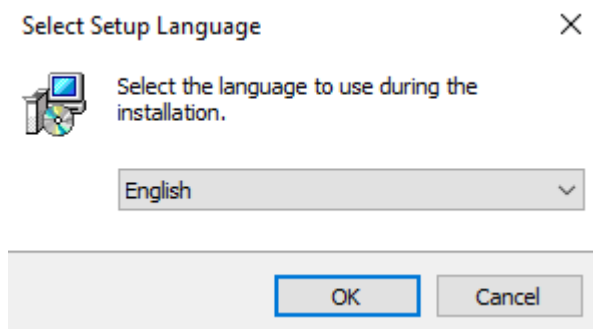 Select Setup Language
Select the language to use during the
installation.
English
OK
Cancel